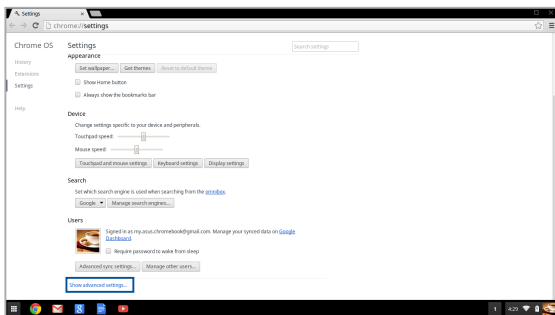 Settings
chrome://settings
Chrome OS
Settings
Search settings
History
Extensions
Settings
Help
Appearance
Set wallpaper...
Get themes
Reset to default theme
Show Home button
Always show the bookmarks bar
Device
Change settings specific to your device and peripherals.
Touchpad speed:
Mouse speed:
Touchpad and mouse settings
Keyboard settings
Display settings
Search
Set which search engine is used when searching from the omnibox.
Google
Manage search engines...
Users
Signed in as my.asus.chromebook@gmail.com. Manage your synced data on Google
Dashboard.
Require password to wake from sleep
Advanced sync settings...
Manage other users...
Show advanced settings...
8
1
4:29